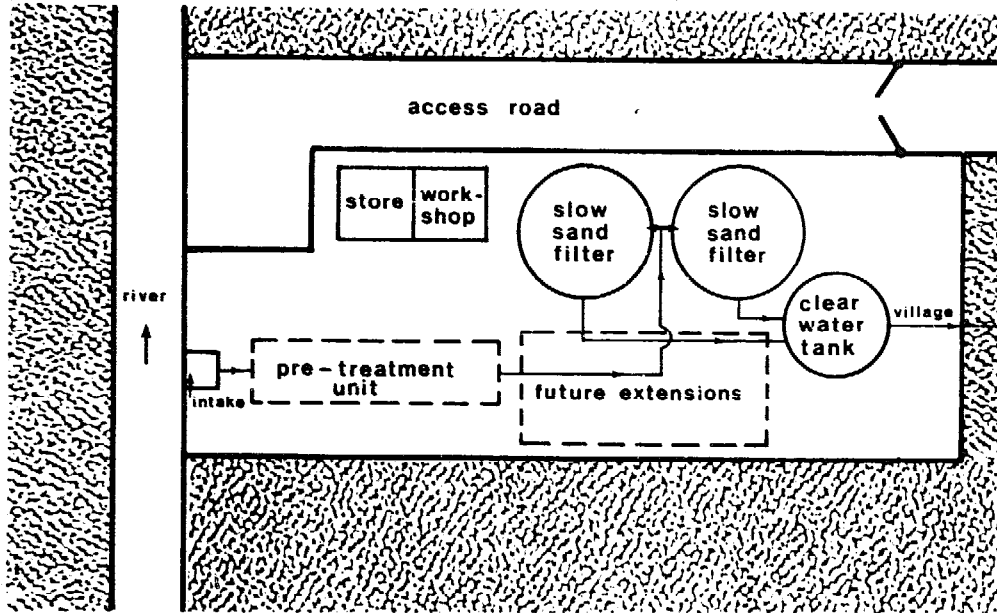 access road
store
work-
shop
slow
sand
filter
slow
sand
filter
river
clear
water
tank
village
pre-treatment
unit
future extensions
intake